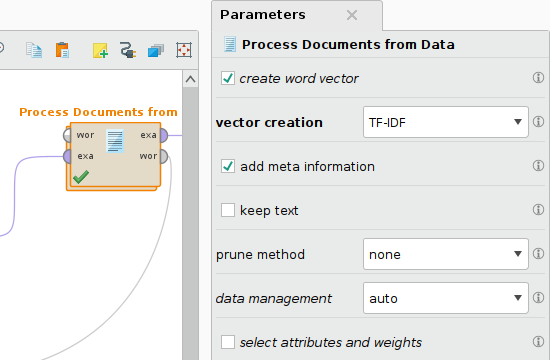 Parameters
Process Documents from Data
create word vector
vector creation TF-IDF
add meta information
keep text
prune method none
data management auto
select attributes and weights
Process Documents from
wor exa
exa wor